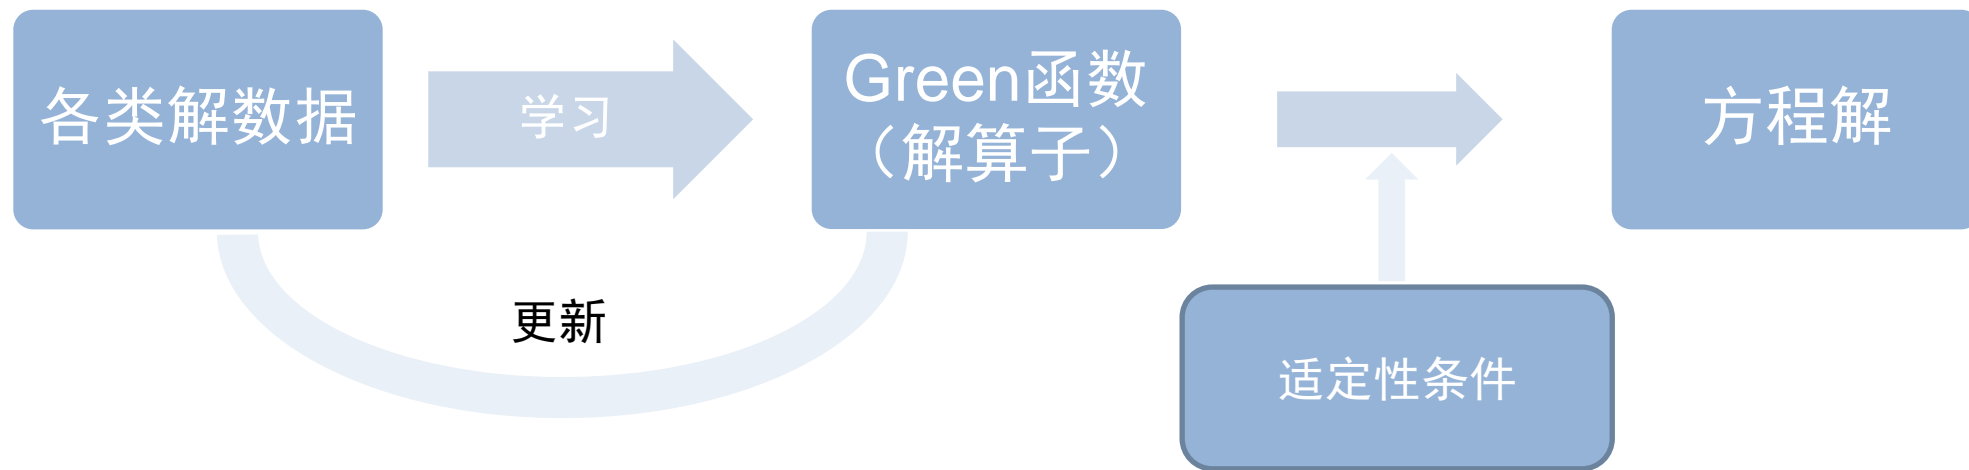 各类解数据
学习
Green函数
（解算子）
方程解
更新
适定性条件